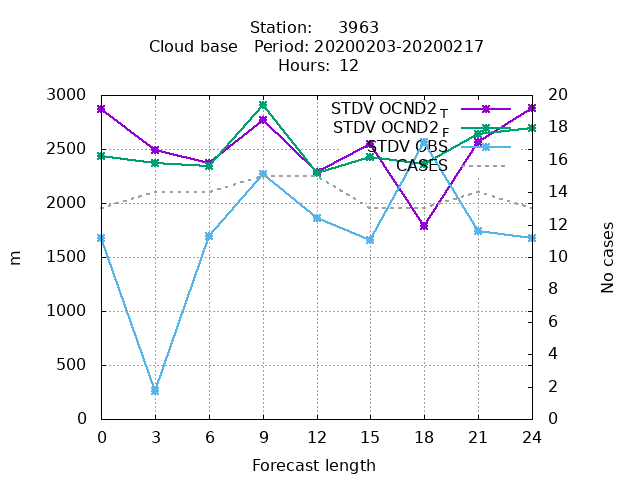 Station: 3963
Cloud base Period: 20200203-20200217
Hours: 12
3000
2500
2000
1500
1000
500
0
m
20
18
16
14
12
10
8
6
4
2
0
No cases
STDV OCND2 T
STDV OCND2 F
STDV OBS
CASES
0 3 6 9 12 15 18 21 24
Forecast length